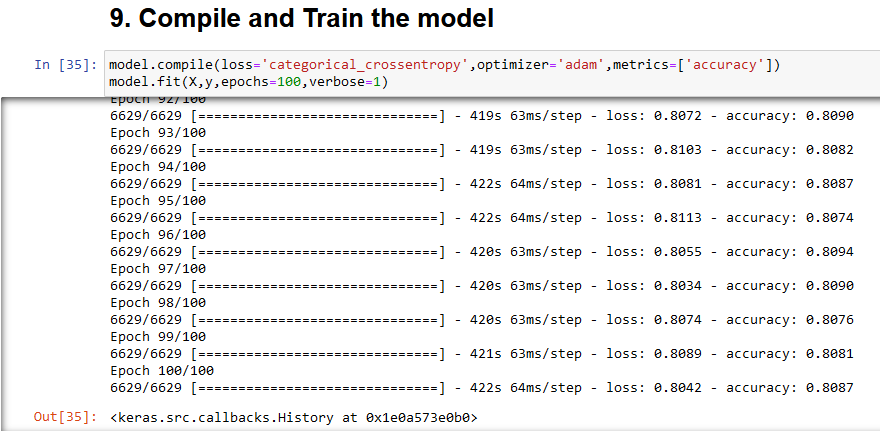 9. Compile and Train the model
In [35]: model.compile(loss='categorical_crossentropy',optimizer='adam',metrics=['accuracy'])
model.fit(X,y,epochs=100,verbose=1)
Epoch 92/100
6629/6629 [==============================] - 419s 63ms/step - loss: 0.8072 - accuracy: 0.8090
Epoch 93/100
6629/6629 [==============================] - 419s 63ms/step - loss: 0.8103 - accuracy: 0.8082
Epoch 94/100
6629/6629 [==============================] - 422s 64ms/step - loss: 0.8081 - accuracy: 0.8087
Epoch 95/100
6629/6629 [==============================] - 422s 64ms/step - loss: 0.8113 - accuracy: 0.8074
Epoch 96/100
6629/6629 [==============================] - 420s 63ms/step - loss: 0.8055 - accuracy: 0.8094
Epoch 97/100
6629/6629 [==============================] - 420s 63ms/step - loss: 0.8034 - accuracy: 0.8090
Epoch 98/100
6629/6629 [==============================] - 420s 63ms/step - loss: 0.8074 - accuracy: 0.8076
Epoch 99/100
6629/6629 [==============================] - 421s 63ms/step - loss: 0.8089 - accuracy: 0.8081
Epoch 100/100
6629/6629 [==============================] - 422s 64ms/step - loss: 0.8042 - accuracy: 0.8087
Out[35]: <keras.src.callbacks.History at 0x1e0a573e0b0>